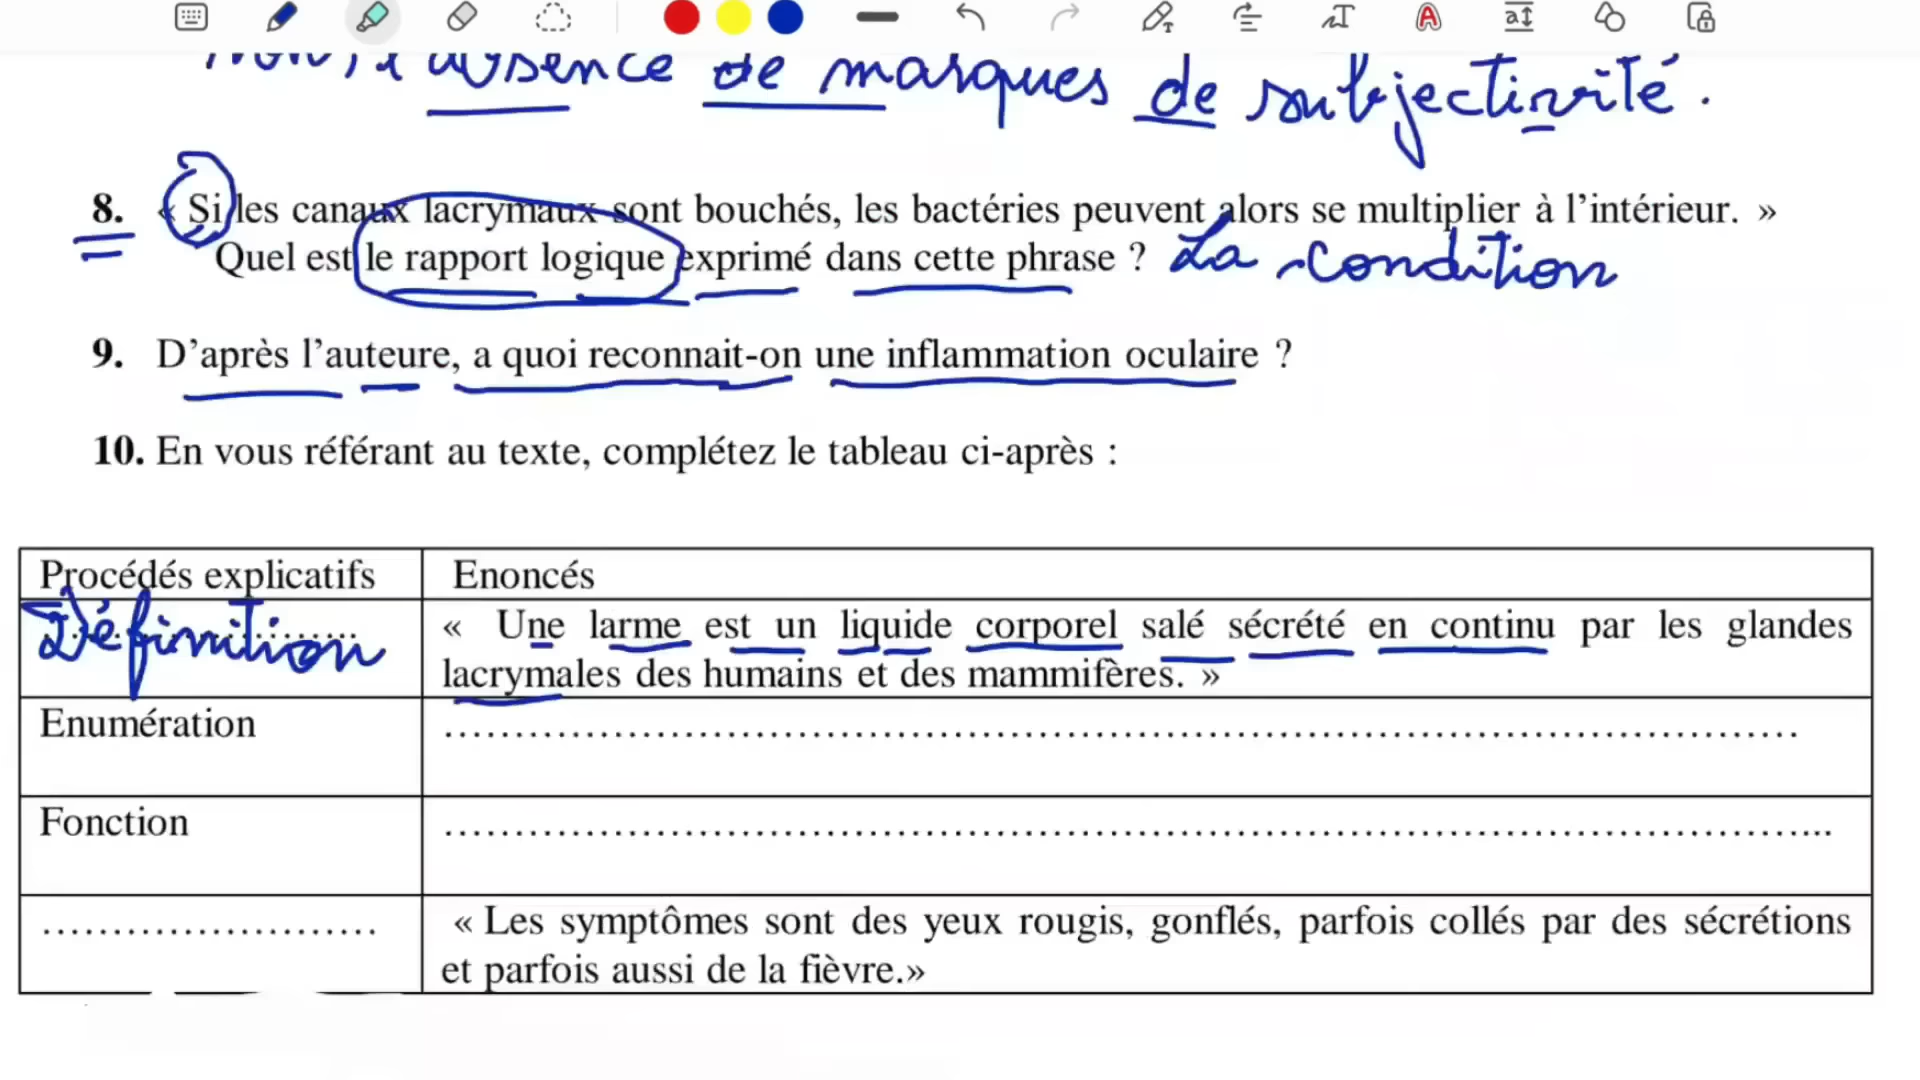 l'absence de marques de subjectivité.
8. « Si les canaux lacrymaux sont bouchés, les bactéries peuvent alors se multiplier à l'intérieur. »
Quel est le rapport logique exprimé dans cette phrase ? La condition
9. D'après l'auteure, a quoi reconnait-on une inflammation oculaire ?
10. En vous référant au texte, complétez le tableau ci-après :
Procédés explicatifs Enoncés
Définition « Une larme est un liquide corporel salé sécrété en continu par les glandes
lacrymales des humains et des mammifères. »
Enumération ……………………………………………………………………………………
Fonction ……………………………………………………………………………………...
…………………… « Les symptômes sont des yeux rougis, gonflés, parfois collés par des sécrétions
et parfois aussi de la fièvre.»